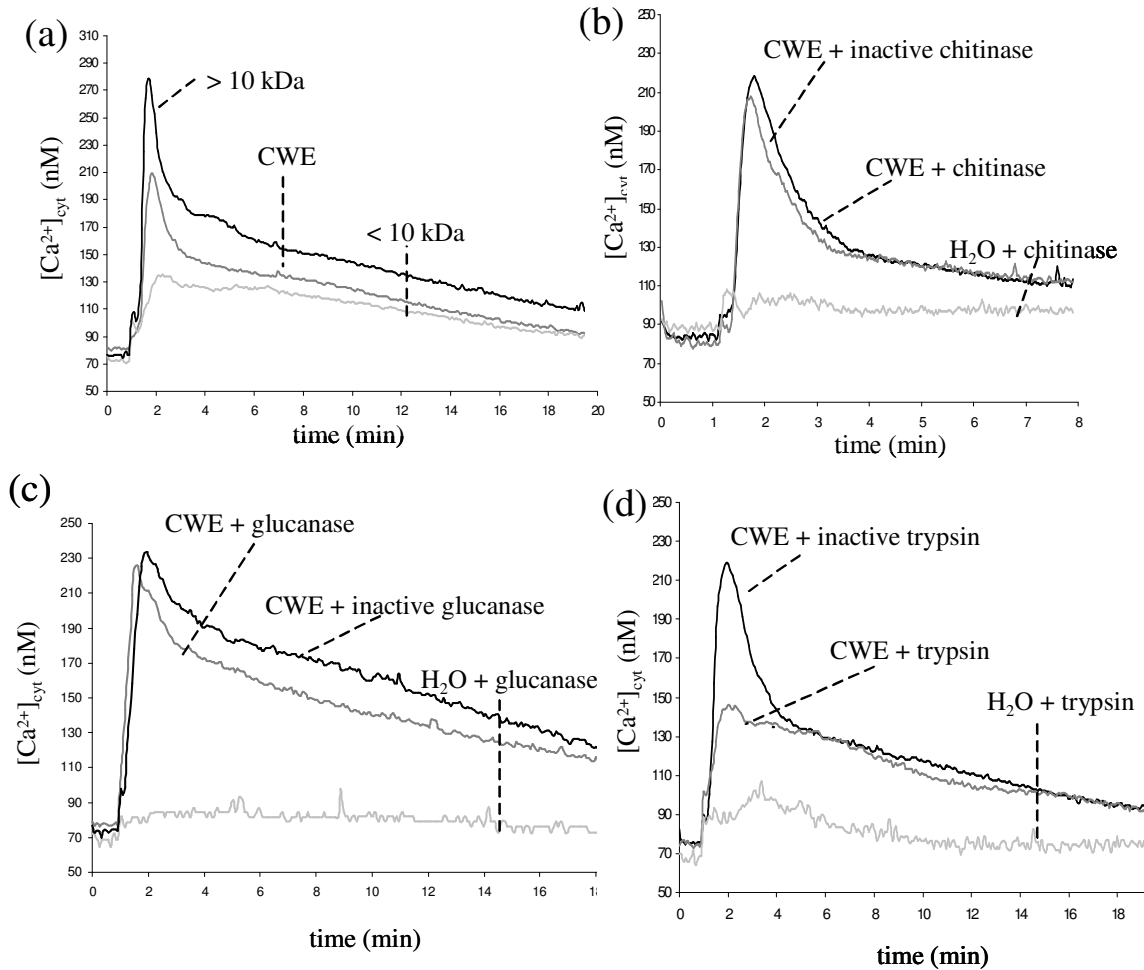 (a)
[Ca²⁺]cyt (nM)
310
290
270
250
230
210
190
170
150
130
110
90
70
50
> 10 kDa
CWE
< 10 kDa
0 2 4 6 8 10 12 14 16 18 20
time (min)
(b)
[Ca²⁺]cyt (nM)
250
230
210
190
170
150
130
110
90
70
50
CWE + inactive chitinase
CWE + chitinase
H₂O + chitinase
0 1 2 3 4 5 6 7 8
time (min)
(c)
[Ca²⁺]cyt (nM)
250
230
210
190
170
150
130
110
90
70
50
CWE + glucanase
CWE + inactive glucanase
H₂O + glucanase
0 2 4 6 8 10 12 14 16
time (min)
(d)
[Ca²⁺]cyt (nM)
250
230
210
190
170
150
130
110
90
70
50
CWE + inactive trypsin
CWE + trypsin
H₂O + trypsin
0 2 4 6 8 10 12 14 16 18
time (min)